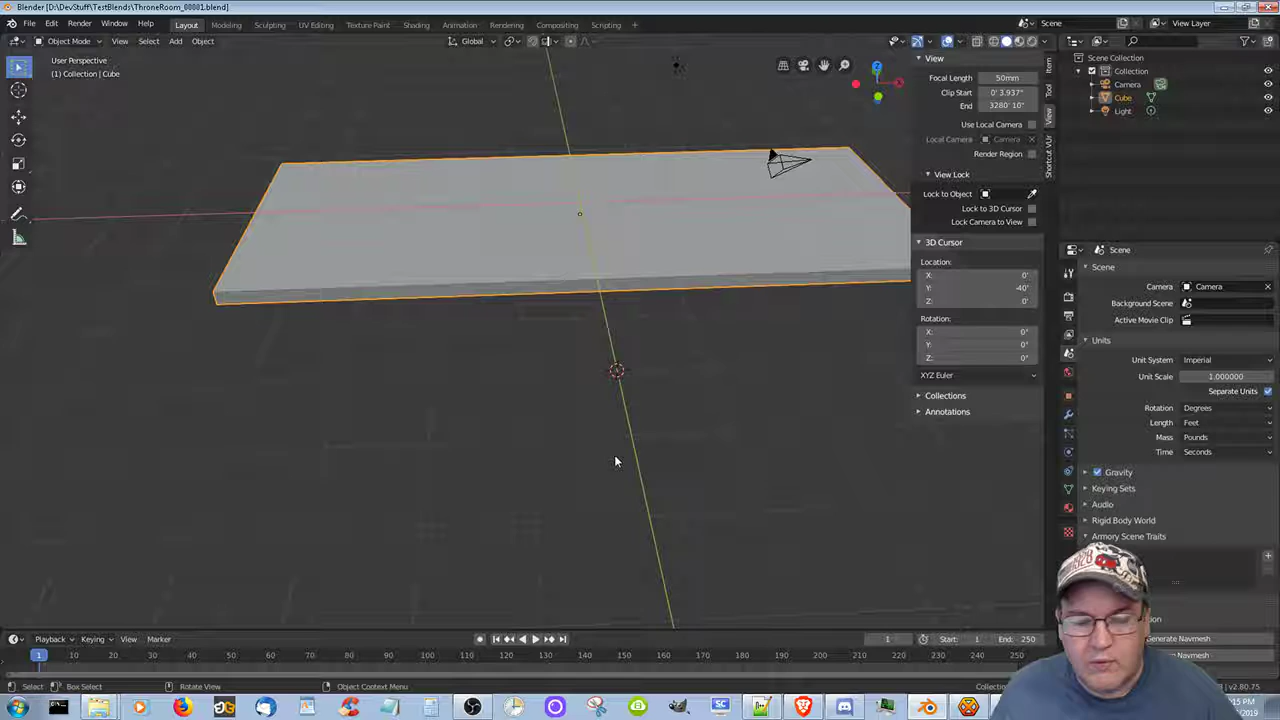 Blender [D:\DevStuff\TestBlends\ThroneRoom_00001.blend]
File Edit Render Window Help Layout Modeling Sculpting UV Editing Texture Paint Shading Animation Rendering Compositing Scripting + Scene View Layer
Object Mode View Select Add Object Global
User Perspective
(1) Collection | Cube
View
Focal Length 50mm
Clip Start 0' 3.937"
End 3280' 10"
Use Local Camera
Local Camera Camera
Render Region
View Lock
Lock to Object
Lock to 3D Cursor
Lock Camera to View
3D Cursor
Location:
X: 0'
Y: -40'
Z: 0'
Rotation:
X: 0°
Y: 0°
Z: 0°
XYZ Euler
Collections
Annotations
Item
Tool
View
Shortcut VUr
Scene Collection
Collection
Camera
Cube
Light
Scene
Scene
Camera Camera
Background Scene
Active Movie Clip
Units
Unit System Imperial
Unit Scale 1.000000
Separate Units
Rotation Degrees
Length Feet
Mass Pounds
Time Seconds
Gravity
Keying Sets
Audio
Rigid Body World
Armory Scene Traits
Generate Navmesh
Navmesh
Playback Keying View Marker 1 Start: 1 End: 250
1 10 20 30 40 50 60 70 80 90 100 110 120 130 140 150 160 170 180 190 200 210 220 230 240 250
Select Box Select Rotate View Object Context Menu v2.80.75